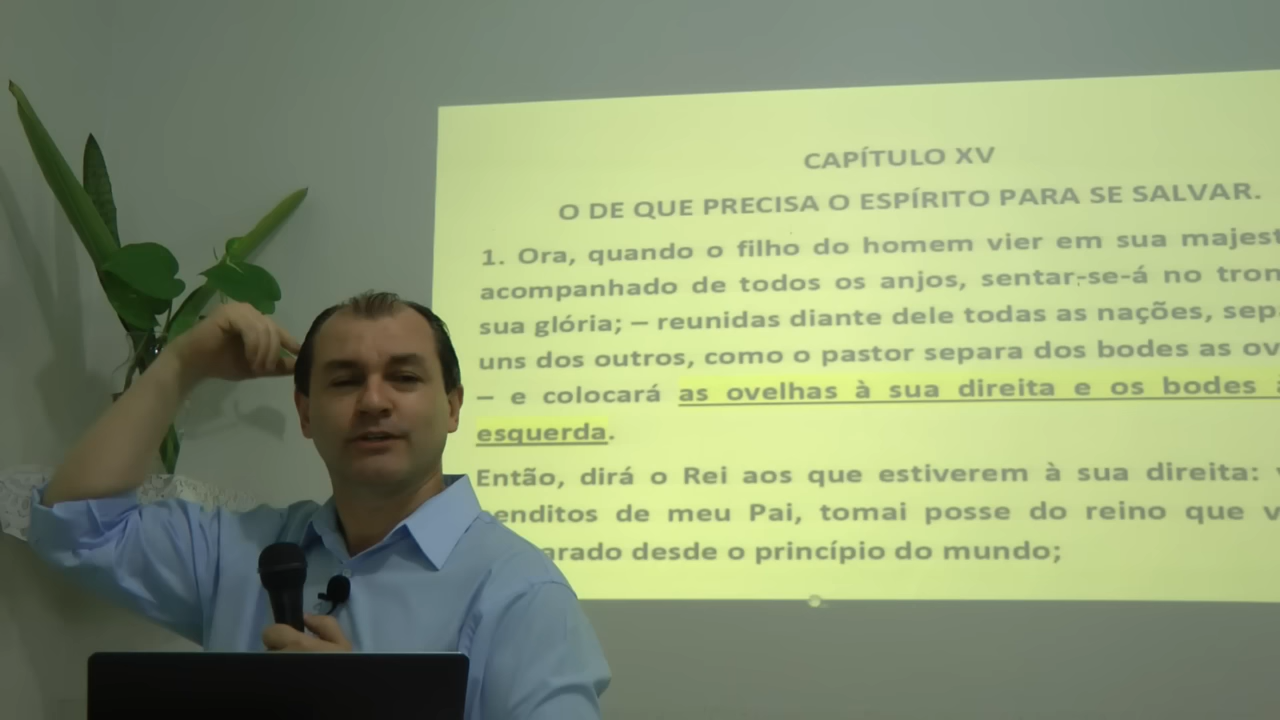 CAPÍTULO XV
O DE QUE PRECISA O ESPÍRITO PARA SE SALVAR.
1. Ora, quando o filho do homem vier em sua
acompanhado de todos os anjos, sentar-se-á no
sua glória; – reunidas diante dele todas as nações,
uns dos outros, como o pastor separa dos bodes as
– e colocará as ovelhas à sua direita e os bodes
esquerda.
Então, dirá o Rei aos que estiverem à sua direita:
de meu Pai, tomai posse do reino que
desde o princípio do mundo;